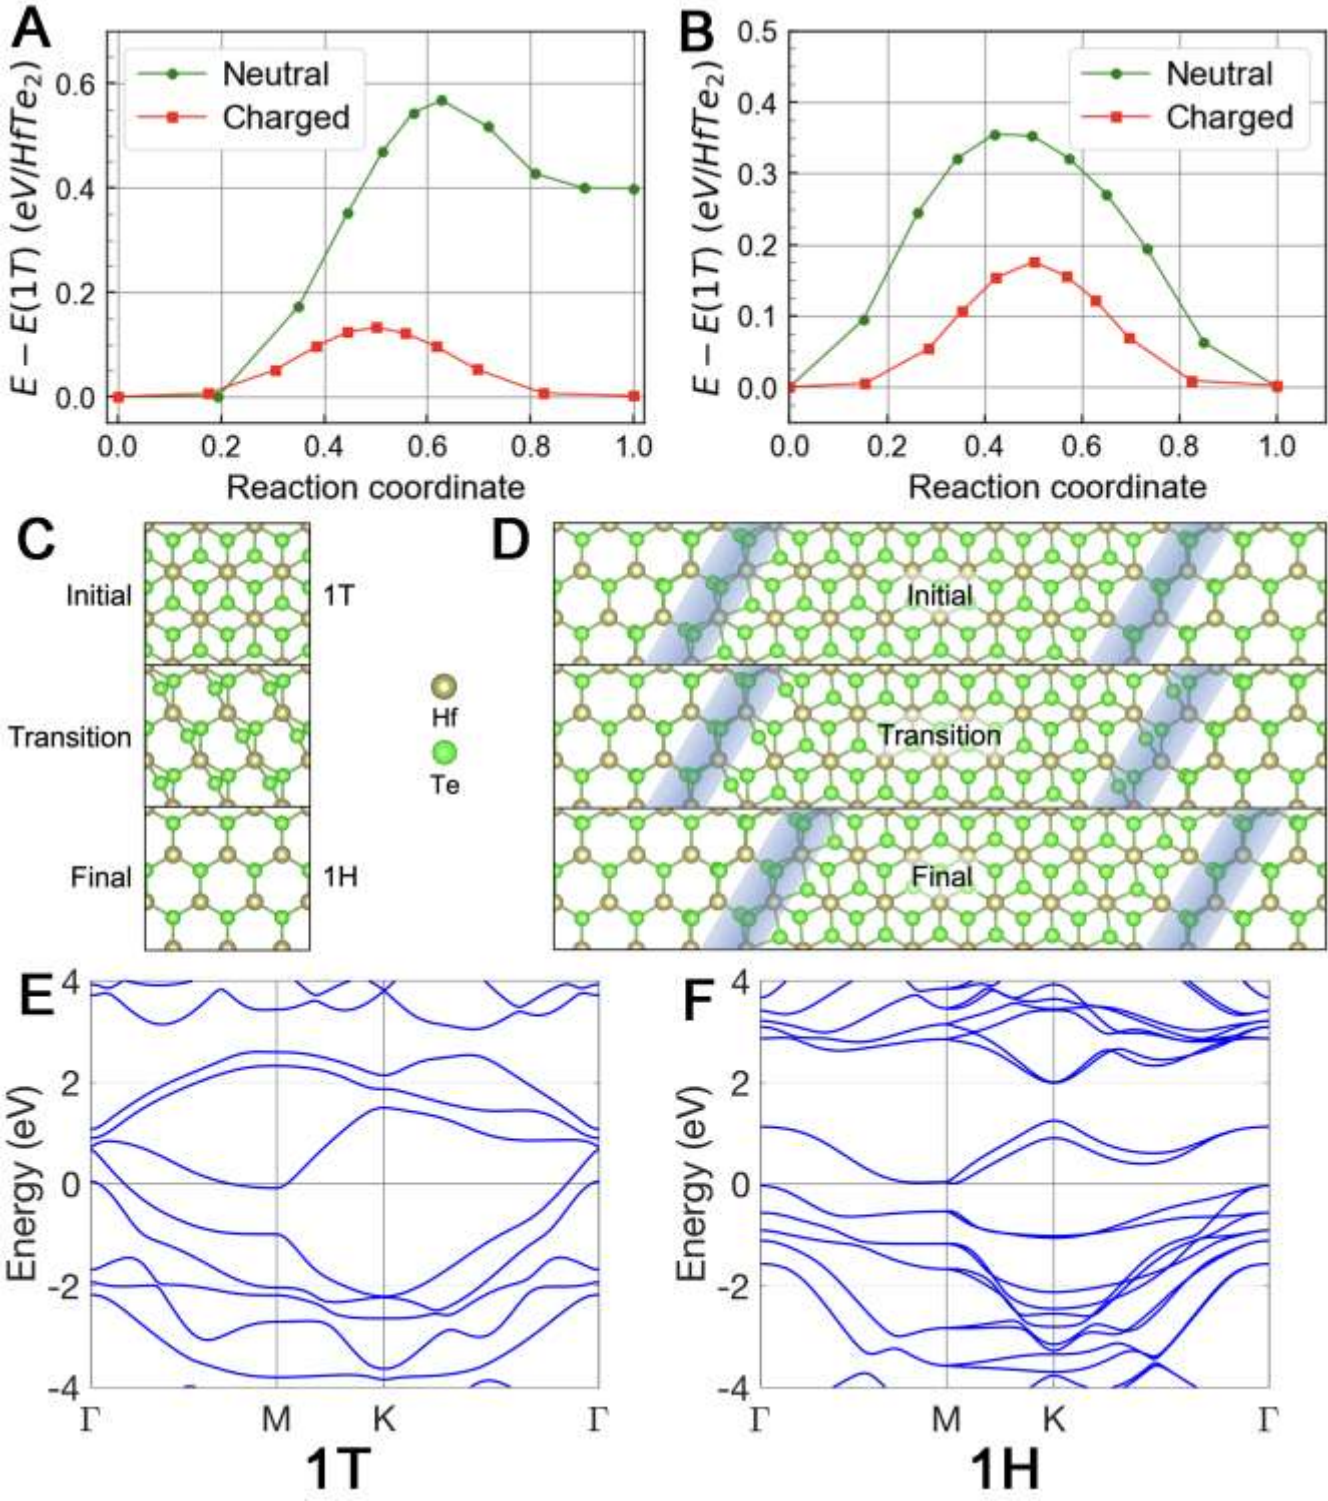 A
B
E − E(1T) (eV/HfTe₂)
0.6
0.4
0.2
0.0
Neutral
Charged
0.0 0.2 0.4 0.6 0.8 1.0
Reaction coordinate
E − E(1T) (eV/HfTe₂)
0.5
0.4
0.3
0.2
0.1
0.0
Neutral
Charged
0.0 0.2 0.4 0.6 0.8 1.0
Reaction coordinate
C
Initial
1T
Transition
Final
1H
Hf
Te
D
Initial
Transition
Final
E
Energy (eV)
4
2
0
-2
-4
Γ M K Γ
1T
F
Energy (eV)
4
2
0
-2
-4
Γ M K Γ
1H